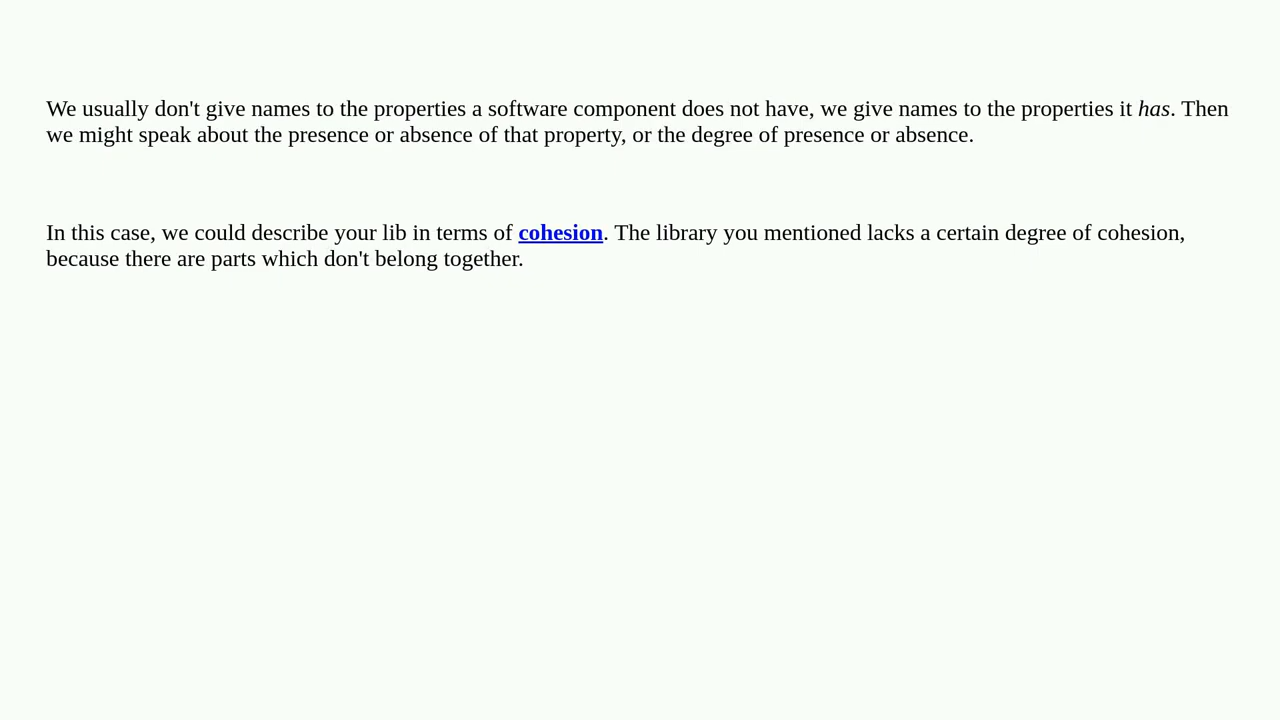 We usually don't give names to the properties a software component does not have, we give names to the properties it has. Then
we might speak about the presence or absence of that property, or the degree of presence or absence.
In this case, we could describe your lib in terms of cohesion. The library you mentioned lacks a certain degree of cohesion,
because there are parts which don't belong together.